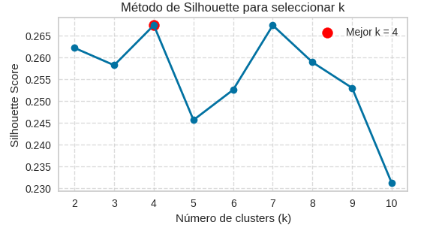 Método de Silhouette para seleccionar k
Mejor k = 4
Silhouette Score
0.265
0.260
0.255
0.250
0.245
0.240
0.235
0.230
2 3 4 5 6 7 8 9 10
Número de clusters (k)